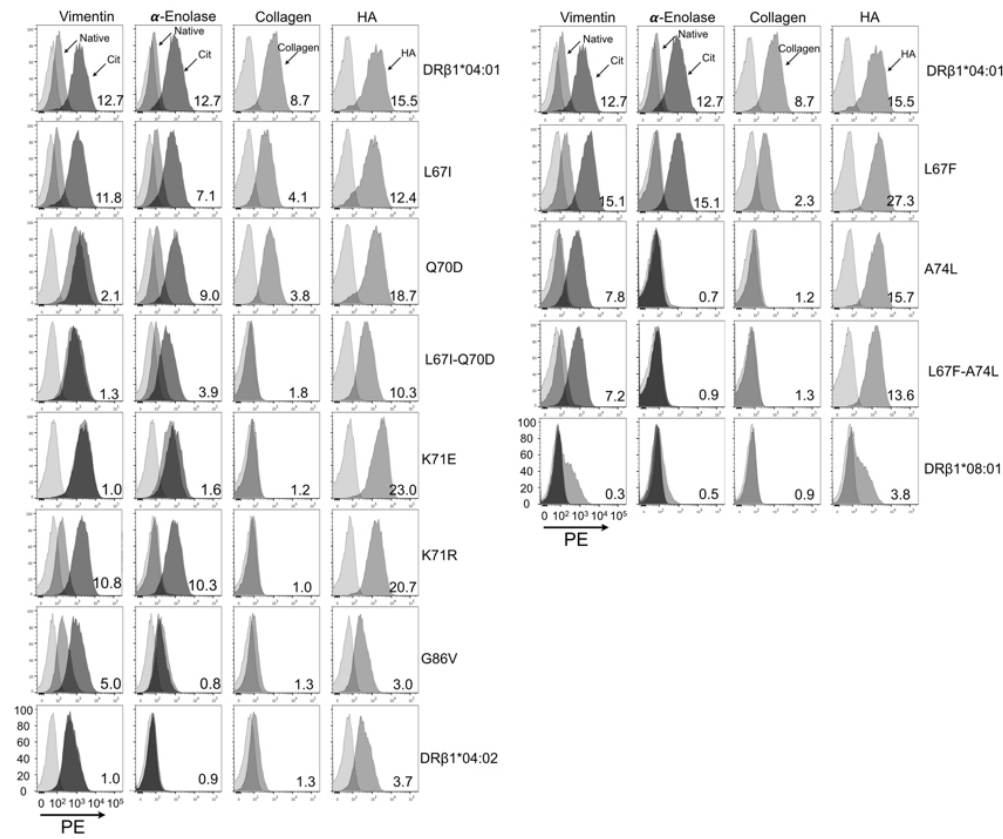 Vimentin α-Enolase Collagen HA
Native Native Collagen HA
Cit Cit
12.7 12.7 8.7 15.5 DRβ1*04:01
11.8 7.1 4.1 12.4 L67I
2.1 9.0 3.8 18.7 Q70D
1.3 3.9 1.8 10.3 L67I-Q70D
1.0 1.6 1.2 23.0 K71E
10.8 10.3 1.0 20.7 K71R
5.0 0.8 1.3 3.0 G86V
100
80
60
40
20
0
1.0 0.9 1.3 3.7 DRβ1*04:02
0 10² 10³ 10⁴ 10⁵
PE
Vimentin α-Enolase Collagen HA
Native Native Collagen HA
Cit Cit
12.7 12.7 8.7 15.5 DRβ1*04:01
15.1 15.1 2.3 27.3 L67F
7.8 0.7 1.2 15.7 A74L
7.2 0.9 1.3 13.6 L67F-A74L
100
80
60
40
20
0
0.3 0.5 0.9 3.8 DRβ1*08:01
0 10² 10³ 10⁴ 10⁵
PE